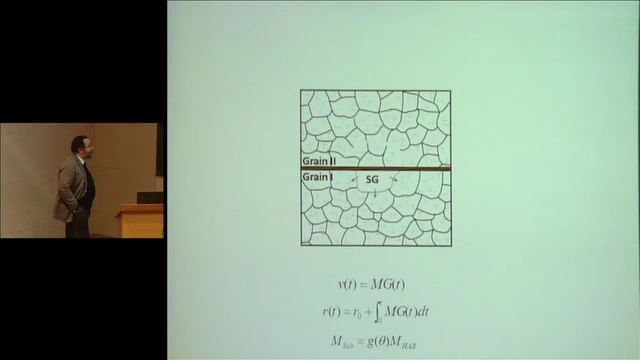 Grain II
Grain I
SG
v(t) = MG(t)
r(t) = r₀ + ∫₀ᵗ MG(t)dt
M_Sub = g(θ)M_HAB